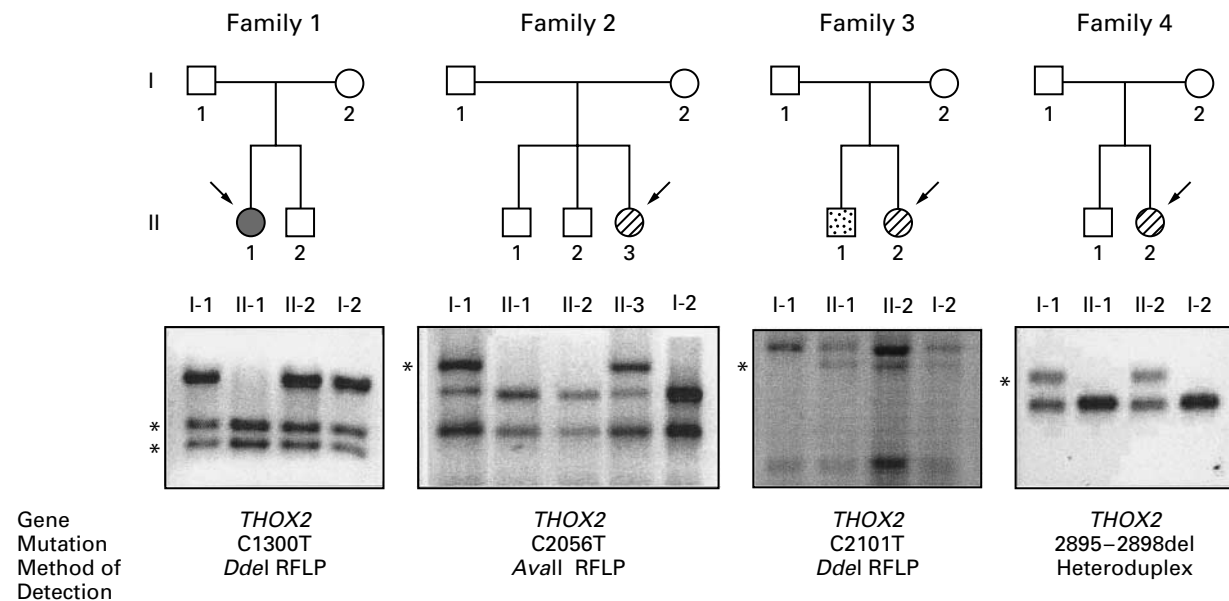 Family 1 Family 2 Family 3 Family 4
I
1 2 1 2 1 2 1 2
II
1 2 1 2 3 1 2 1 2
I-1 II-1 II-2 I-2 I-1 II-1 II-2 II-3 I-2 I-1 II-1 II-2 I-2 I-1 II-1 II-2 I-2
* * *
*
*
*
Gene THOX2 THOX2 THOX2 THOX2
Mutation C1300T C2056T C2101T 2895–2898del
Method of DdeI RFLP AvaII RFLP DdeI RFLP Heteroduplex
Detection